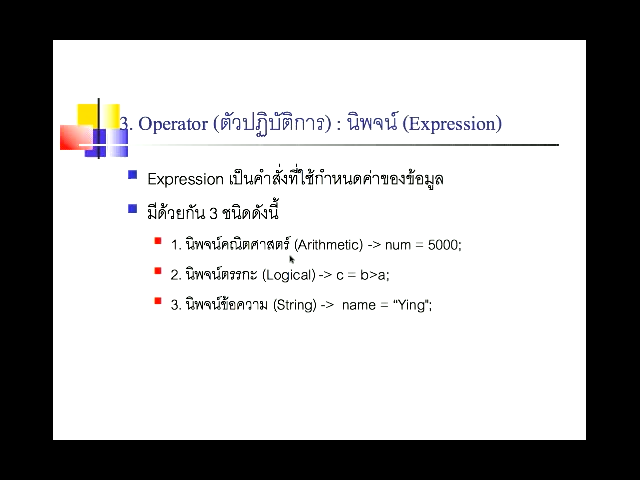 3. Operator (ตัวปฏิบัติการ) : นิพจน์ (Expression)
Expression เป็นคำสั่งที่ใช้กำหนดค่าของข้อมูล
มีด้วยกัน 3 ชนิดดังนี้
1. นิพจน์คณิตศาสตร์ (Arithmetic) -> num = 5000;
2. นิพจน์ตรรกะ (Logical) -> c = b>a;
3. นิพจน์ข้อความ (String) -> name = "Ying";